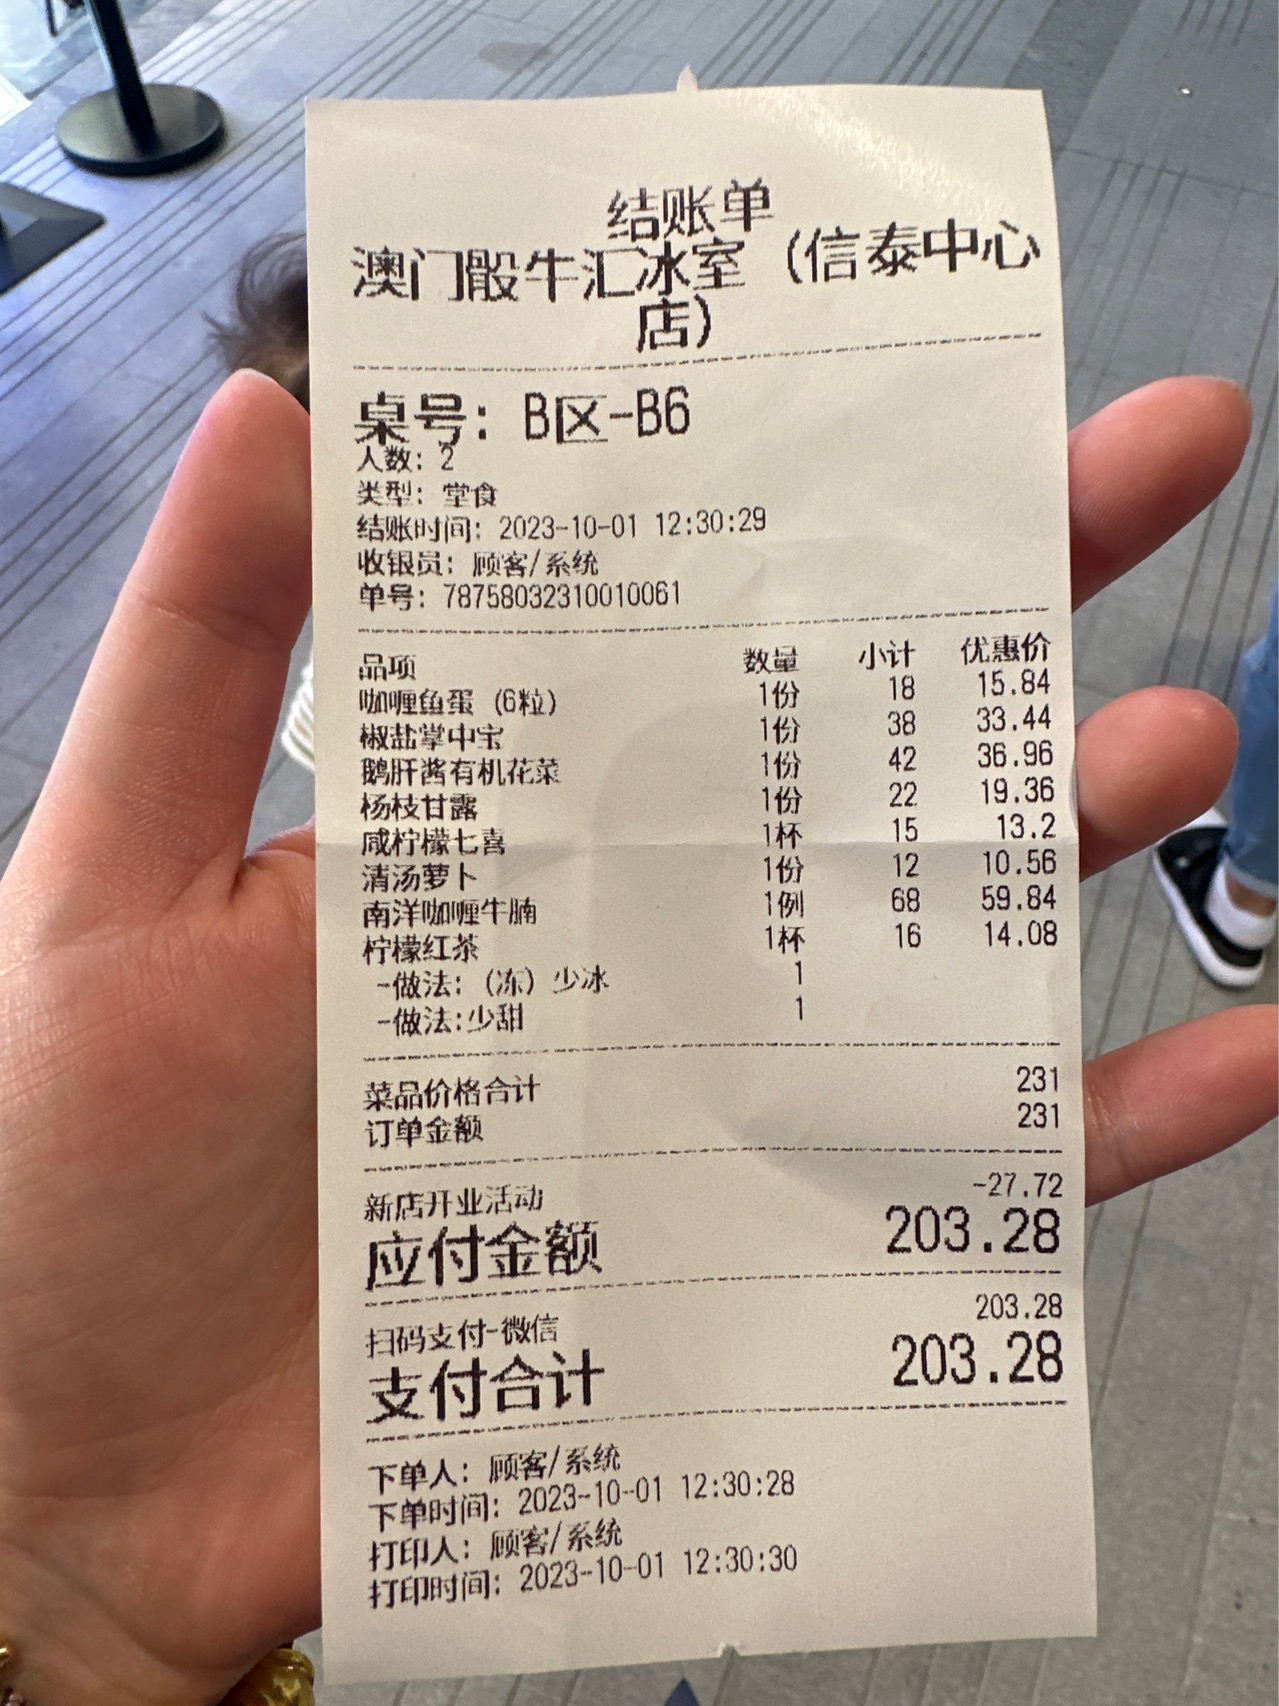 结账单
澳门骰牛汇冰室（信泰中心
店）
桌号：B区-B6
人数：2
类型：堂食
结账时间：2023-10-01 12:30:29
收银员：顾客/系统
单号：78758032310010061
品项 数量 小计 优惠价
咖喱鱼蛋（6粒） 1份 18 15.84
椒盐掌中宝 1份 38 33.44
鹅肝酱有机花菜 1份 42 36.96
杨枝甘露 1份 22 19.36
咸柠檬七喜 1杯 15 13.2
清汤萝卜 1份 12 10.56
南洋咖喱牛腩 1例 68 59.84
柠檬红茶 1杯 16 14.08
-做法：（冻）少冰 1
-做法:少甜 1
菜品价格合计 231
订单金额 231
新店开业活动 -27.72
应付金额 203.28
扫码支付-微信 203.28
支付合计 203.28
下单人：顾客/系统
下单时间：2023-10-01 12:30:28
打印人：顾客/系统
打印时间：2023-10-01 12:30:30